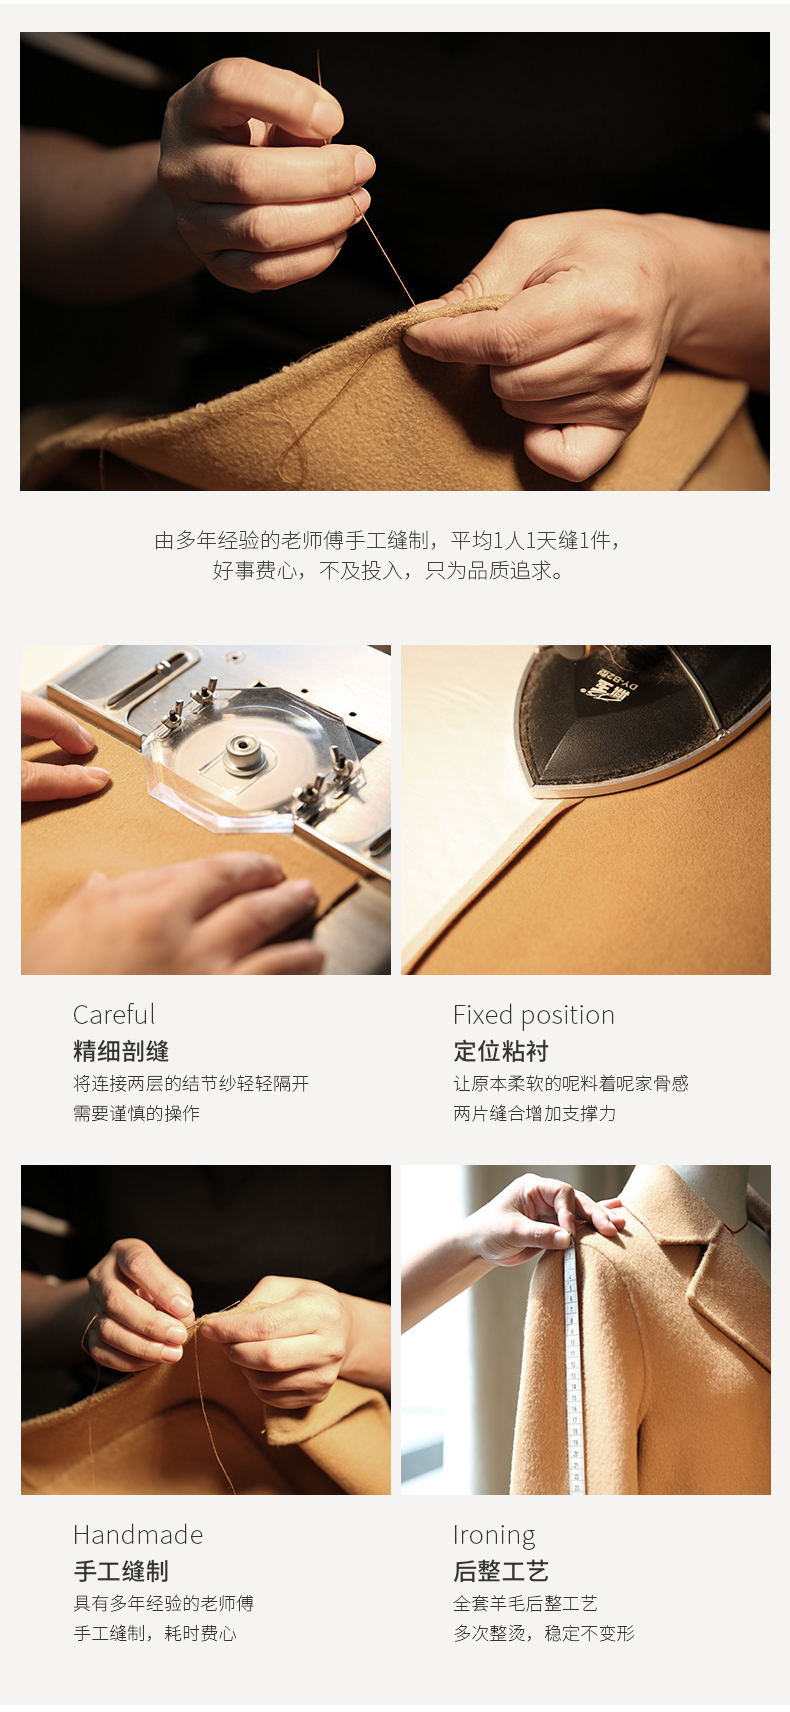 由多年经验的老师傅手工缝制，平均1人1天缝1件，
好事费心，不及投入，只为品质追求。
DY-B2型
Careful
精细剖缝
将连接两层的结节纱轻轻隔开
需要谨慎的操作
Fixed position
定位粘衬
让原本柔软的呢料着呢家骨感
两片缝合增加支撑力
Handmade
手工缝制
具有多年经验的老师傅
手工缝制，耗时费心
Ironing
后整工艺
全套羊毛后整工艺
多次整烫，稳定不变形